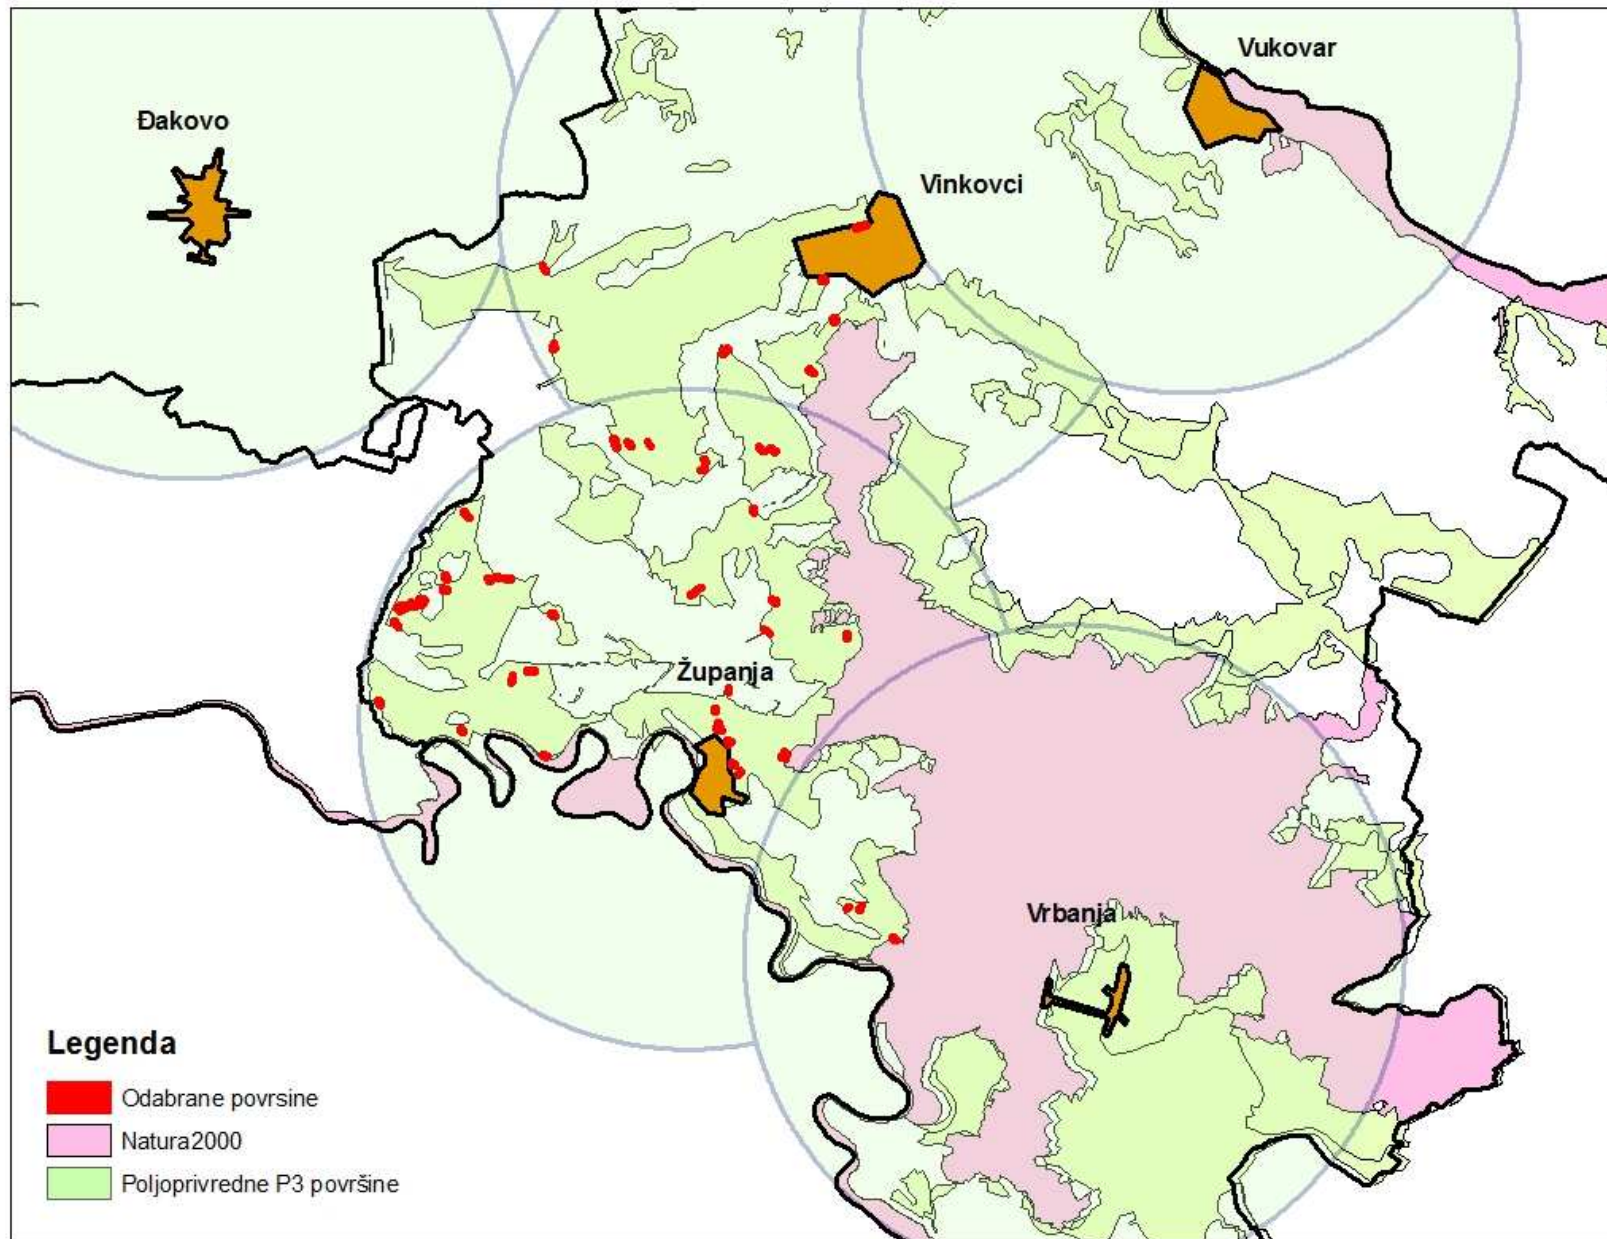 Vukovar
Đakovo
Vinkovci
Županja
Vrbanja
Legenda
Odabrane povrsine
Natura2000
Poljoprivredne P3 površine